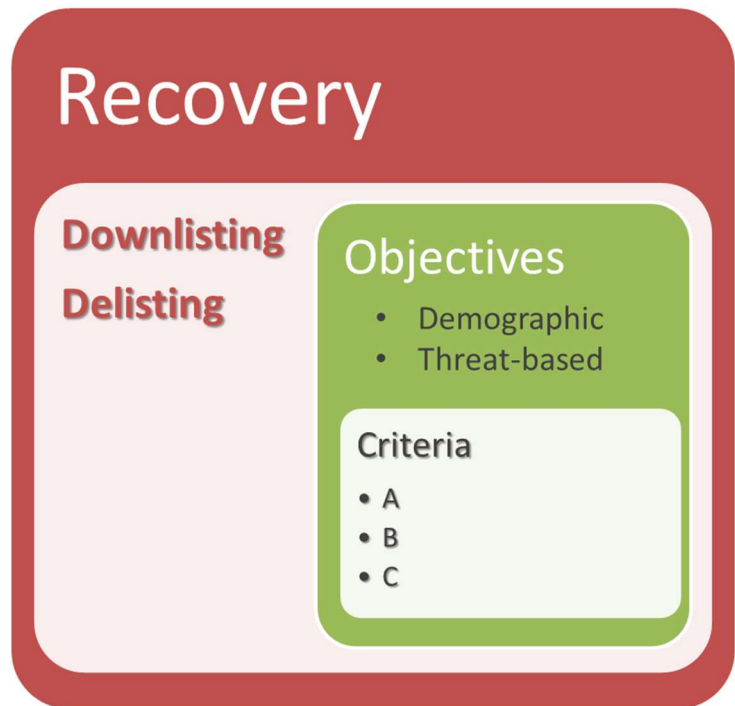 Recovery
Downlisting
Delisting
Objectives
• Demographic
• Threat-based
Criteria
• A
• B
• C